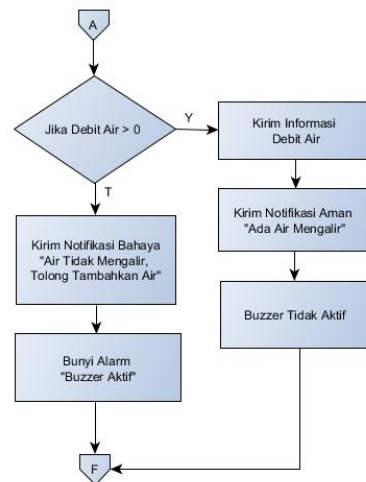 A
Jika Debit Air > 0
Y
T
Kirim Informasi
Debit Air
Kirim Notifikasi Bahaya
"Air Tidak Mengalir,
Tolong Tambahkan Air"
Kirim Notifikasi Aman
"Ada Air Mengalir"
Buzzer Tidak Aktif
Bunyi Alarm
"Buzzer Aktif"
F